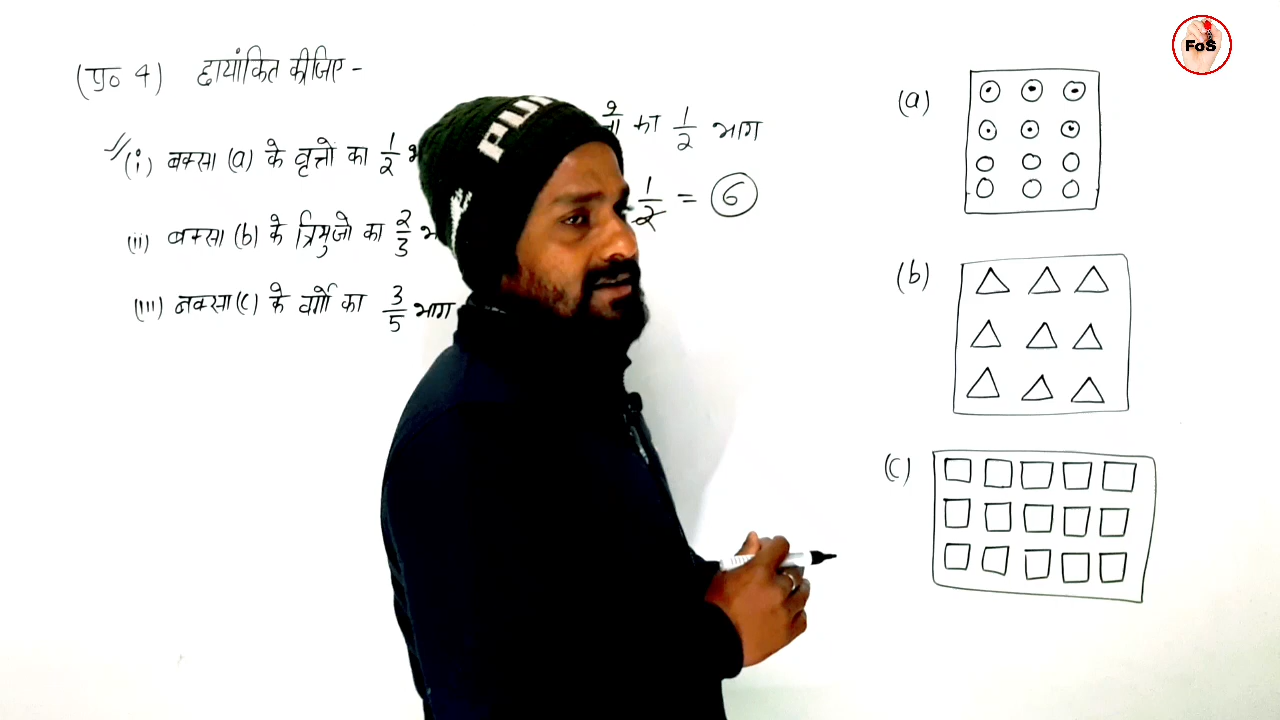 (प्र० 4) छायांकित कीजिए -
(i) बक्सा (a) के वृत्तो का 1/2
(ii) बक्सा (b) के त्रिभुजो का 2/3
(iii) बक्सा (c) के वर्गो का 3/5 भाग
का 1/2 भाग
1/2 = 6
(a)
(b)
(c)
FoS